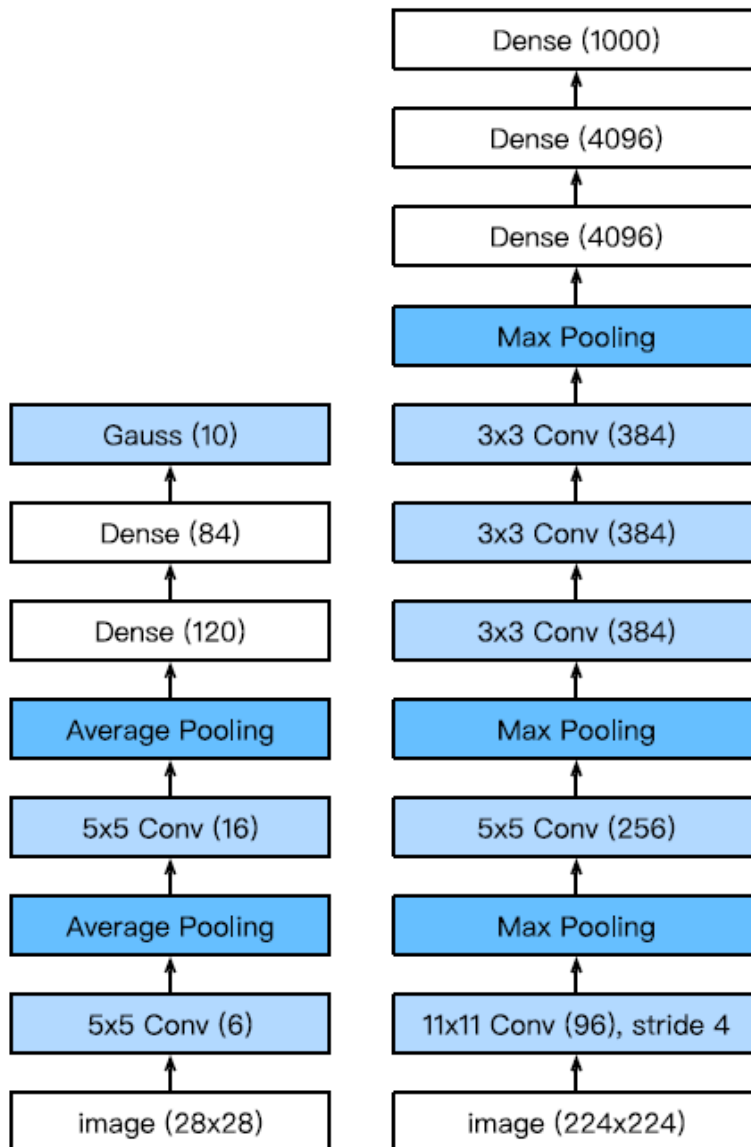 Gauss (10)
Dense (84)
Dense (120)
Average Pooling
5x5 Conv (16)
Average Pooling
5x5 Conv (6)
image (28x28)
Dense (1000)
Dense (4096)
Dense (4096)
Max Pooling
3x3 Conv (384)
3x3 Conv (384)
3x3 Conv (384)
Max Pooling
5x5 Conv (256)
Max Pooling
11x11 Conv (96), stride 4
image (224x224)